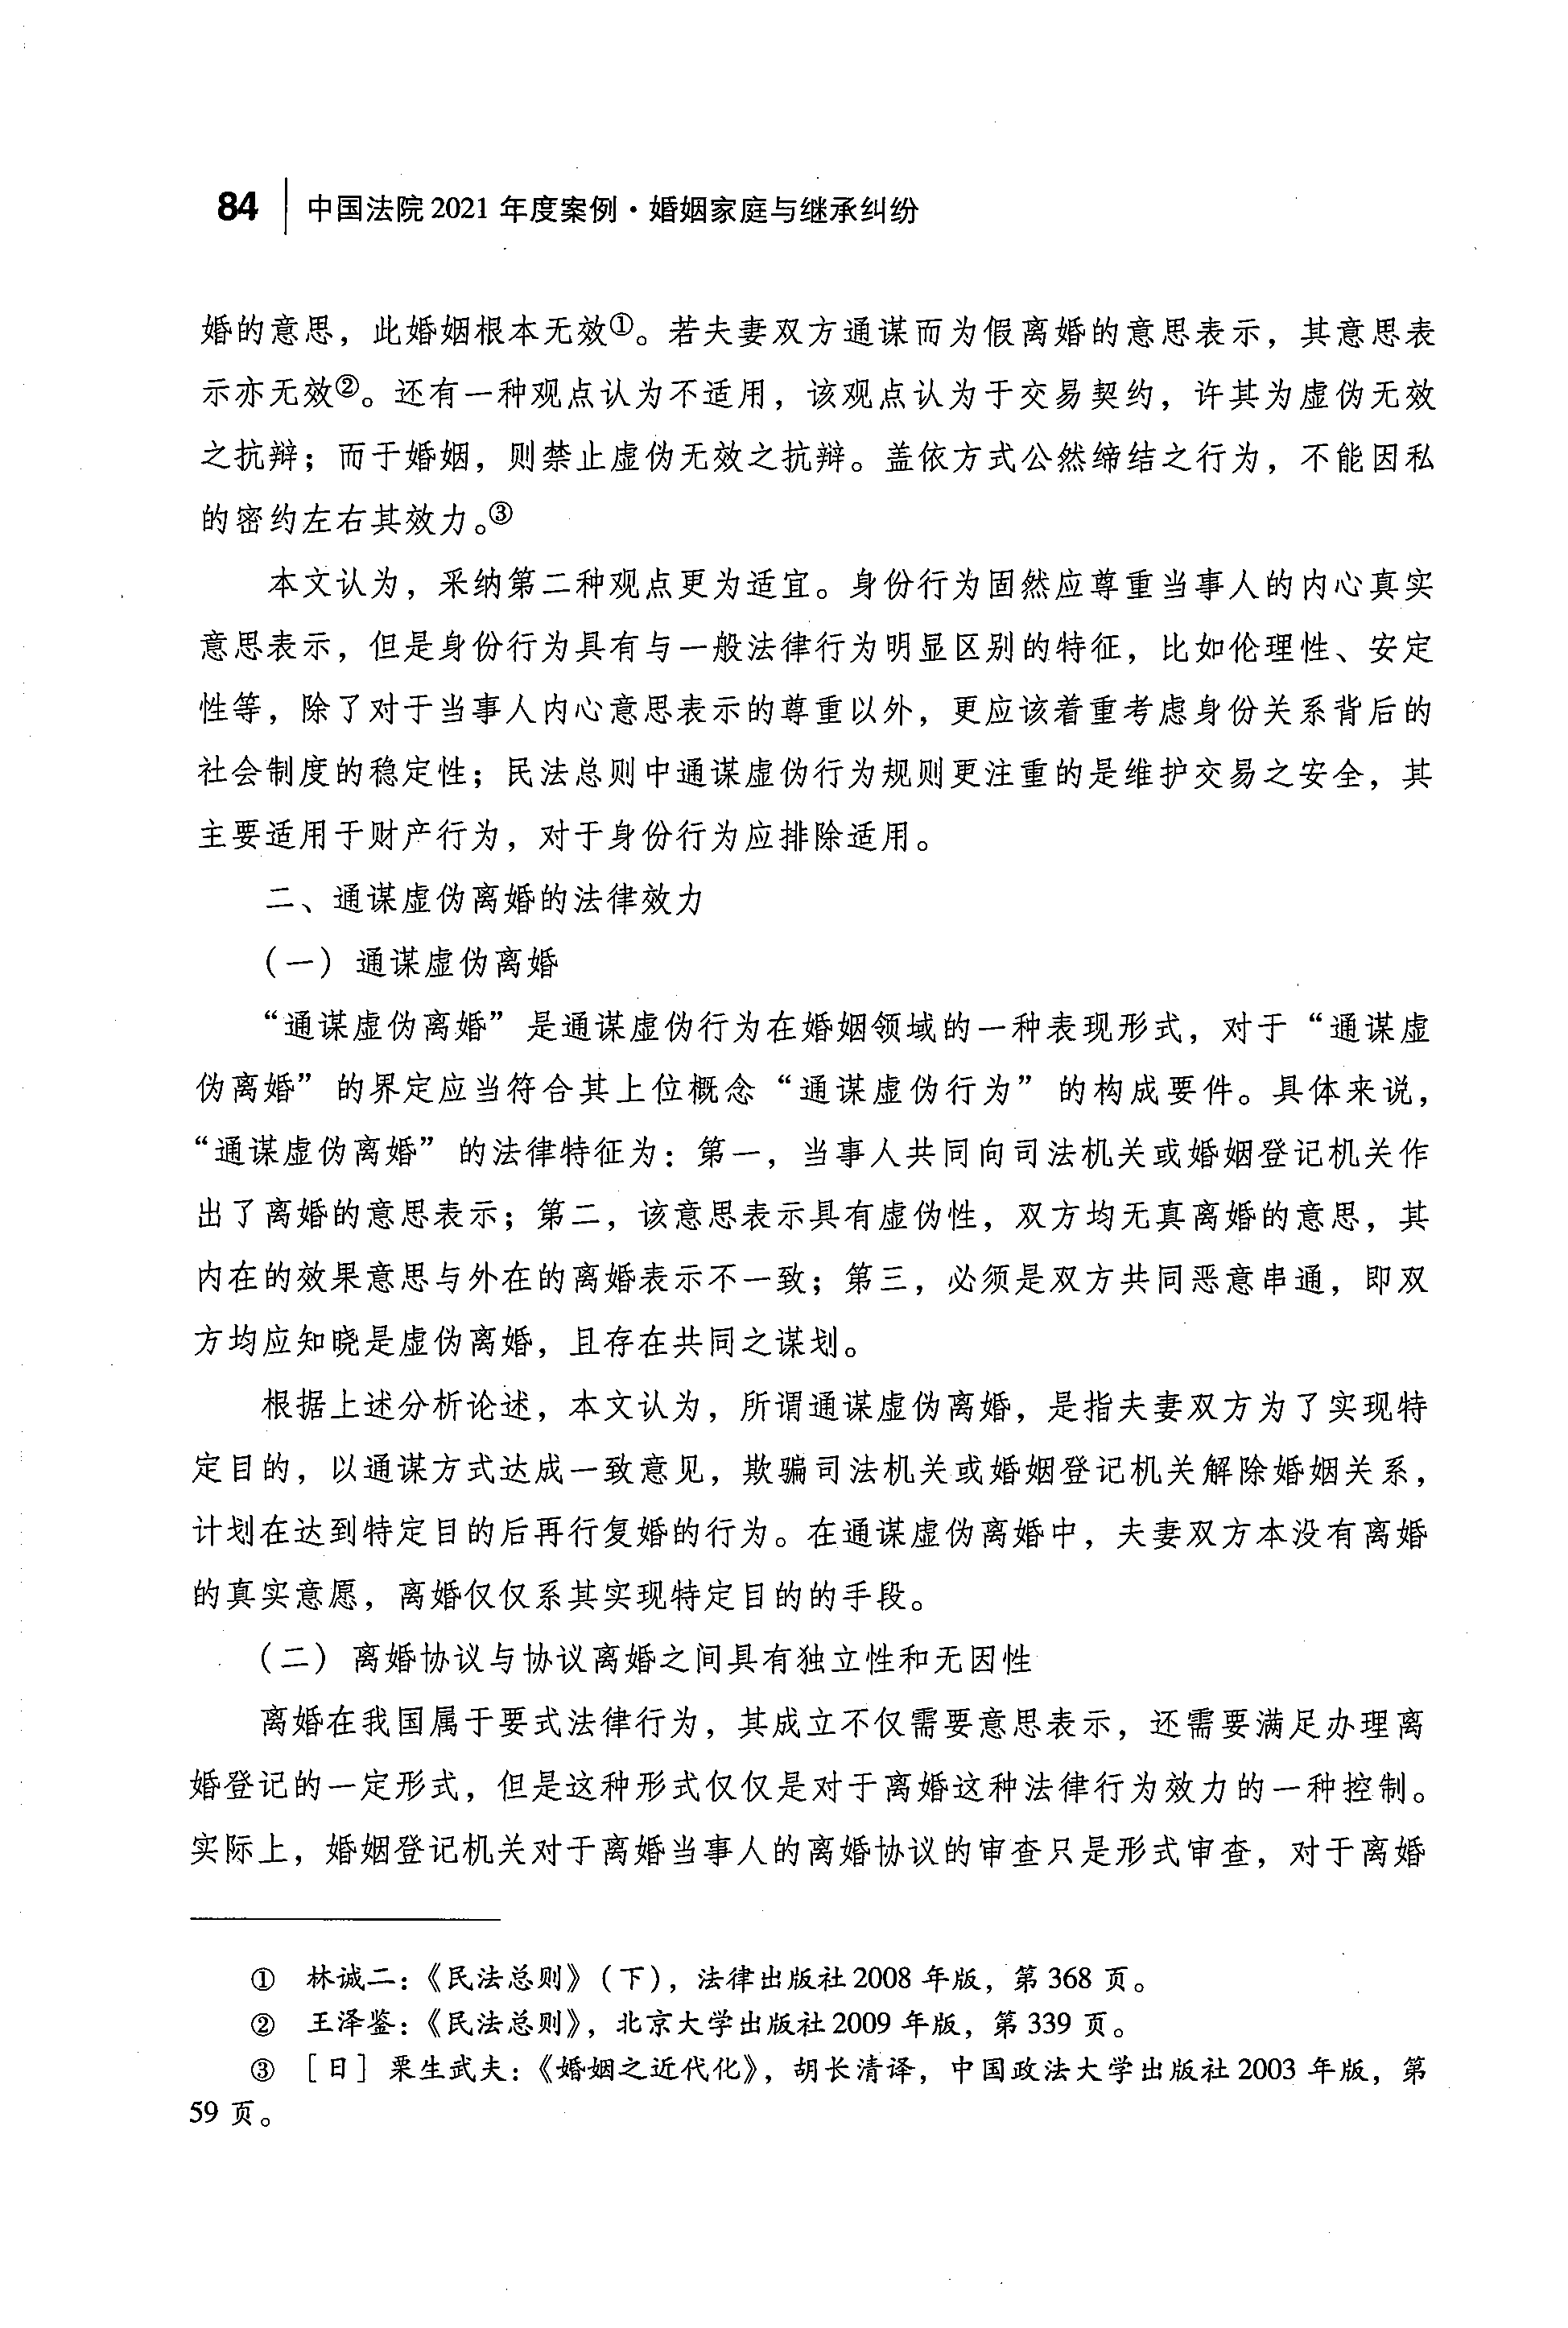 84 中国法院2021年度案例·婚姻家庭与继承纠纷
婚的意思，此婚姻根本无效①。若夫妻双方通谋而为假离婚的意思表示，其意思表
示亦无效②。还有一种观点认为不适用，该观点认为于交易契约，许其为虚伪无效
之抗辩；而于婚姻，则禁止虚伪无效之抗辩。盖依方式公然缔结之行为，不能因私
的密约左右其效力。③
本文认为，采纳第二种观点更为适宜。身份行为固然应尊重当事人的内心真实
意思表示，但是身份行为具有与一般法律行为明显区别的特征，比如伦理性、安定
性等，除了对于当事人内心意思表示的尊重以外，更应该着重考虑身份关系背后的
社会制度的稳定性；民法总则中通谋虚伪行为规则更注重的是维护交易之安全，其
主要适用于财产行为，对于身份行为应排除适用。
二、通谋虚伪离婚的法律效力
（一）通谋虚伪离婚
“通谋虚伪离婚”是通谋虚伪行为在婚姻领域的一种表现形式，对于“通谋虚
伪离婚”的界定应当符合其上位概念“通谋虚伪行为”的构成要件。具体来说，
“通谋虚伪离婚”的法律特征为：第一，当事人共同向司法机关或婚姻登记机关作
出了离婚的意思表示；第二，该意思表示具有虚伪性，双方均无真离婚的意思，其
内在的效果意思与外在的离婚表示不一致；第三，必须是双方共同恶意串通，即双
方均应知晓是虚伪离婚，且存在共同之谋划。
根据上述分析论述，本文认为，所谓通谋虚伪离婚，是指夫妻双方为了实现特
定目的，以通谋方式达成一致意见，欺骗司法机关或婚姻登记机关解除婚姻关系，
计划在达到特定目的后再行复婚的行为。在通谋虚伪离婚中，夫妻双方本没有离婚
的真实意愿，离婚仅仅系其实现特定目的的手段。
（二）离婚协议与协议离婚之间具有独立性和无因性
离婚在我国属于要式法律行为，其成立不仅需要意思表示，还需要满足办理离
婚登记的一定形式，但是这种形式仅仅是对于离婚这种法律行为效力的一种控制。
实际上，婚姻登记机关对于离婚当事人的离婚协议的审查只是形式审查，对于离婚
① 林诚二：《民法总则》（下），法律出版社2008年版，第368页。
② 王泽鉴：《民法总则》，北京大学出版社2009年版，第339页。
③ ［日］栗生武夫：《婚姻之近代化》，胡长清译，中国政法大学出版社2003年版，第
59页。